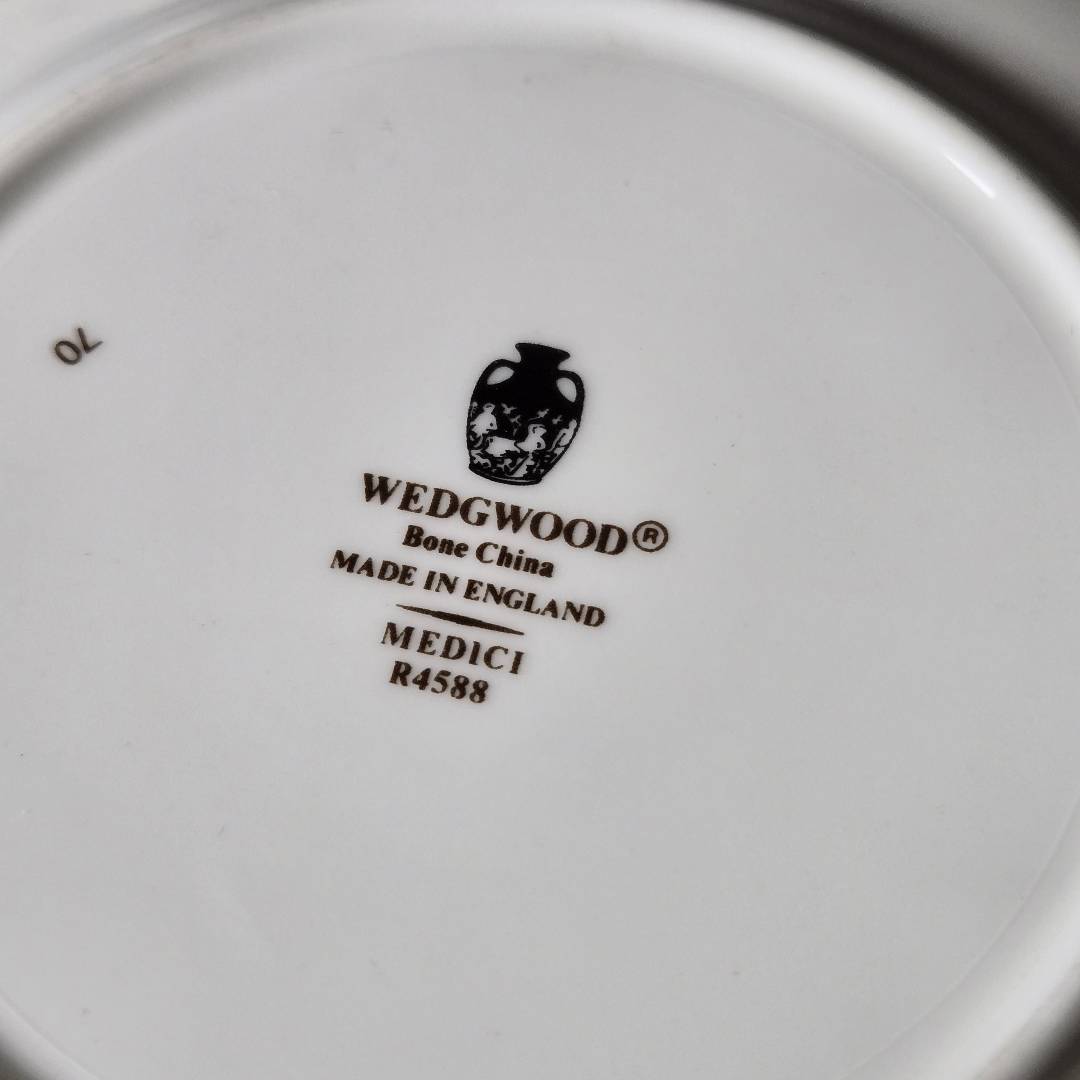 70
WEDGWOOD®
Bone China
MADE IN ENGLAND
MEDICI
R4588